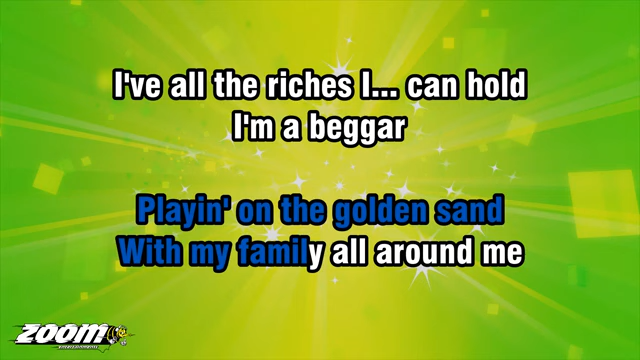 I've all the riches I... can hold
I'm a beggar
Playin' on the golden sand
With my family all around me
ZOOM
entertainments